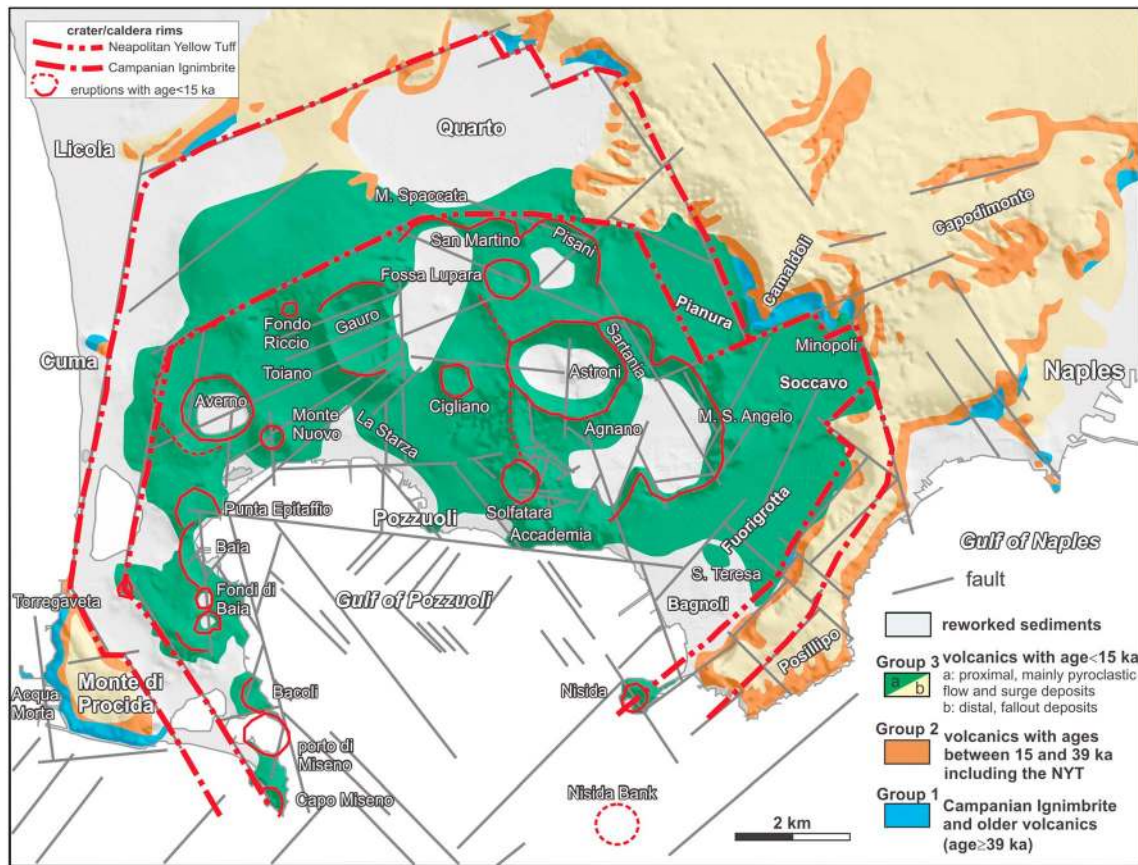 crater/caldera rims
Neapolitan Yellow Tuff
Campanian Ignimbrite
eruptions with age<15 ka
Licola
Quarto
M. Spaccata
San Martino
Pisani
Fossa Lupara
Capodimonte
Camaldoli
Pianura
Fondo
Riccio
Gauro
Sartania
Minopoli
Cuma
Toiano
Astroni
Soccavo
Naples
Averno
Cigliano
Monte
Nuovo
La Starza
Agnano
M. S. Angelo
Punta Epitaffio
Pozzuoli
Solfatara
Accademia
Fuorigrotta
Baia
S. Teresa
Gulf of Naples
fault
Torregaveta
Fondi di
Baia
Gulf of Pozzuoli
Bagnoli
Posillipo
reworked sediments
Acqua
Morta
Monte di
Procida
Bacoli
Nisida
Group 3
a
b
volcanics with age<15 ka
a: proximal, mainly pyroclastic
flow and surge deposits
b: distal, fallout deposits
porto di
Miseno
Group 2
volcanics with ages
between 15 and 39 ka
including the NYT
Capo Miseno
Nisida Bank
2 km
Group 1
Campanian Ignimbrite
and older volcanics
(age≥39 ka)